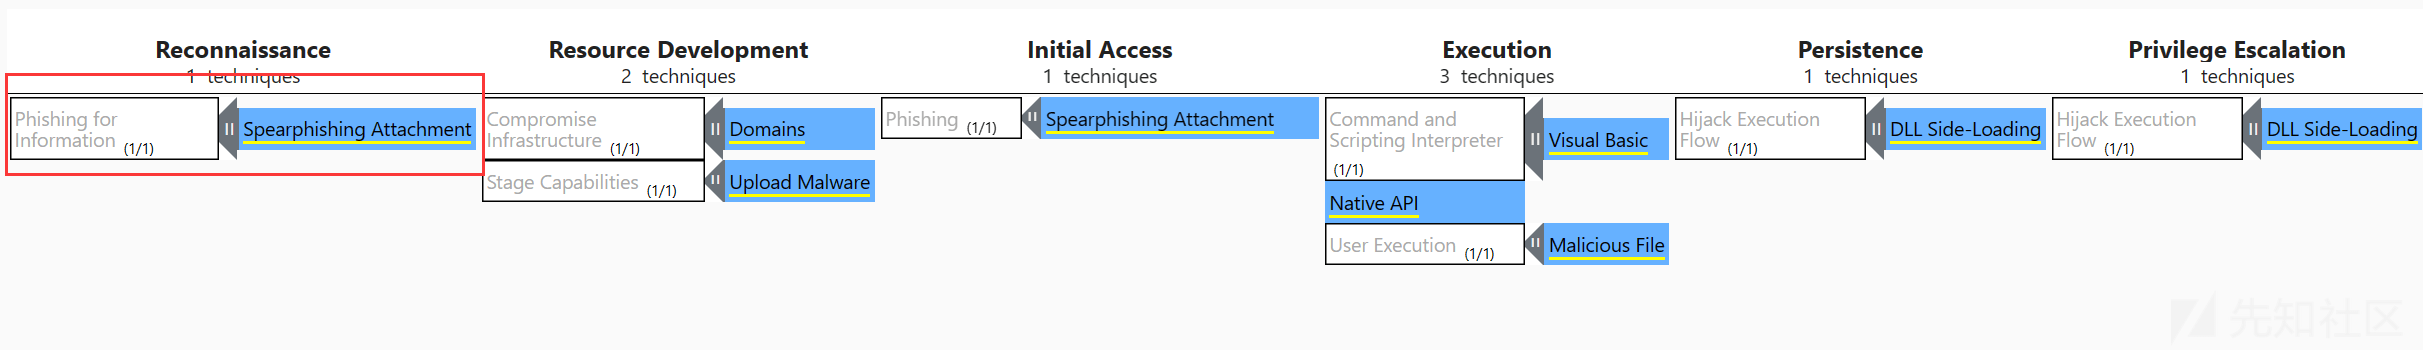 Reconnaissance
1 techniques
Phishing for
Information (1/1)
Spearphishing Attachment
Resource Development
2 techniques
Compromise
Infrastructure (1/1)
Domains
Stage Capabilities (1/1)
Upload Malware
Initial Access
1 techniques
Phishing (1/1)
Spearphishing Attachment
Execution
3 techniques
Command and
Scripting Interpreter
(1/1)
Visual Basic
Native API
User Execution (1/1)
Malicious File
Persistence
1 techniques
Hijack Execution
Flow (1/1)
DLL Side-Loading
Privilege Escalation
1 techniques
Hijack Execution
Flow (1/1)
DLL Side-Loading
先知社区